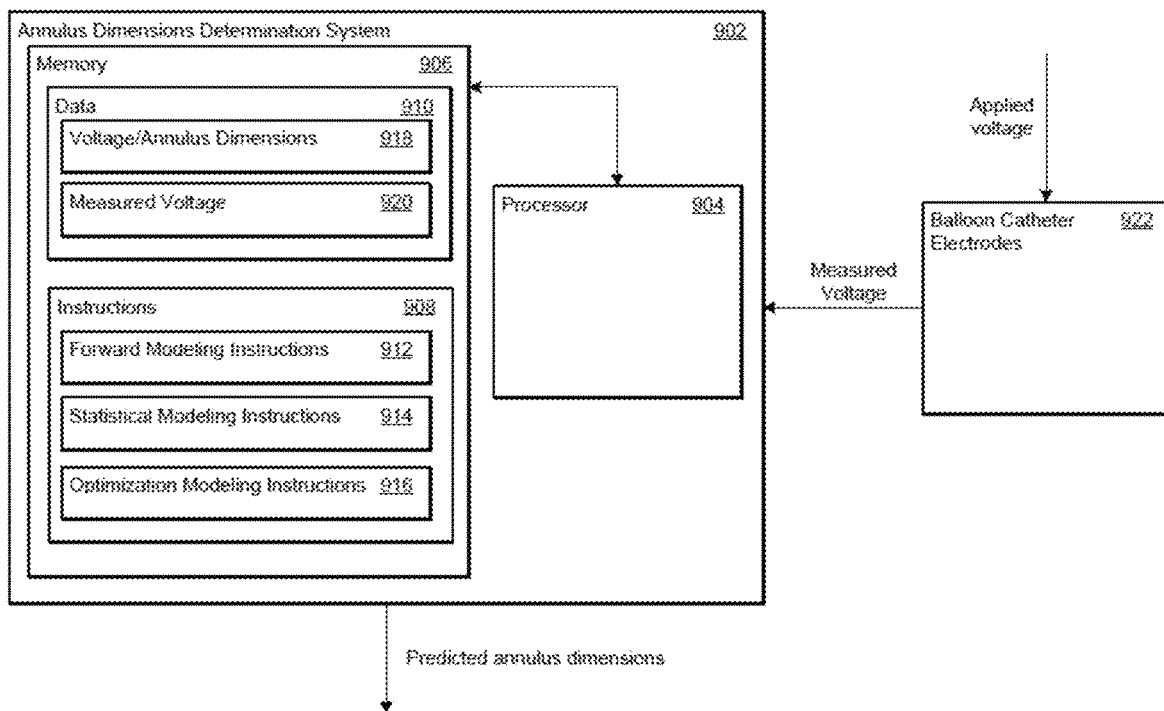 Annulus Dimensions Determination System 902
Memory 906
Data 910
Voltage/Annulus Dimensions 918
Measured Voltage 920
Instructions 908
Forward Modeling Instructions 912
Statistical Modeling Instructions 914
Optimization Modeling Instructions 916
Processor 904
Applied
voltage
Balloon Catheter 922
Electrodes
Measured
Voltage
Predicted annulus dimensions